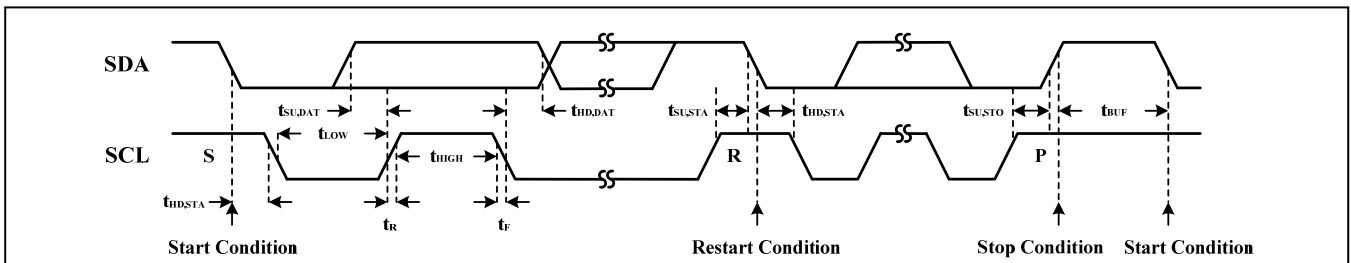 SDA
tSU,DAT
tHD,DAT
tSU,STA
tHD,STA
tSU,STO
tBUF
tLOW
SCL
S
tHIGH
R
P
tHD,STA
tR
tF
Start Condition
Restart Condition
Stop Condition
Start Condition